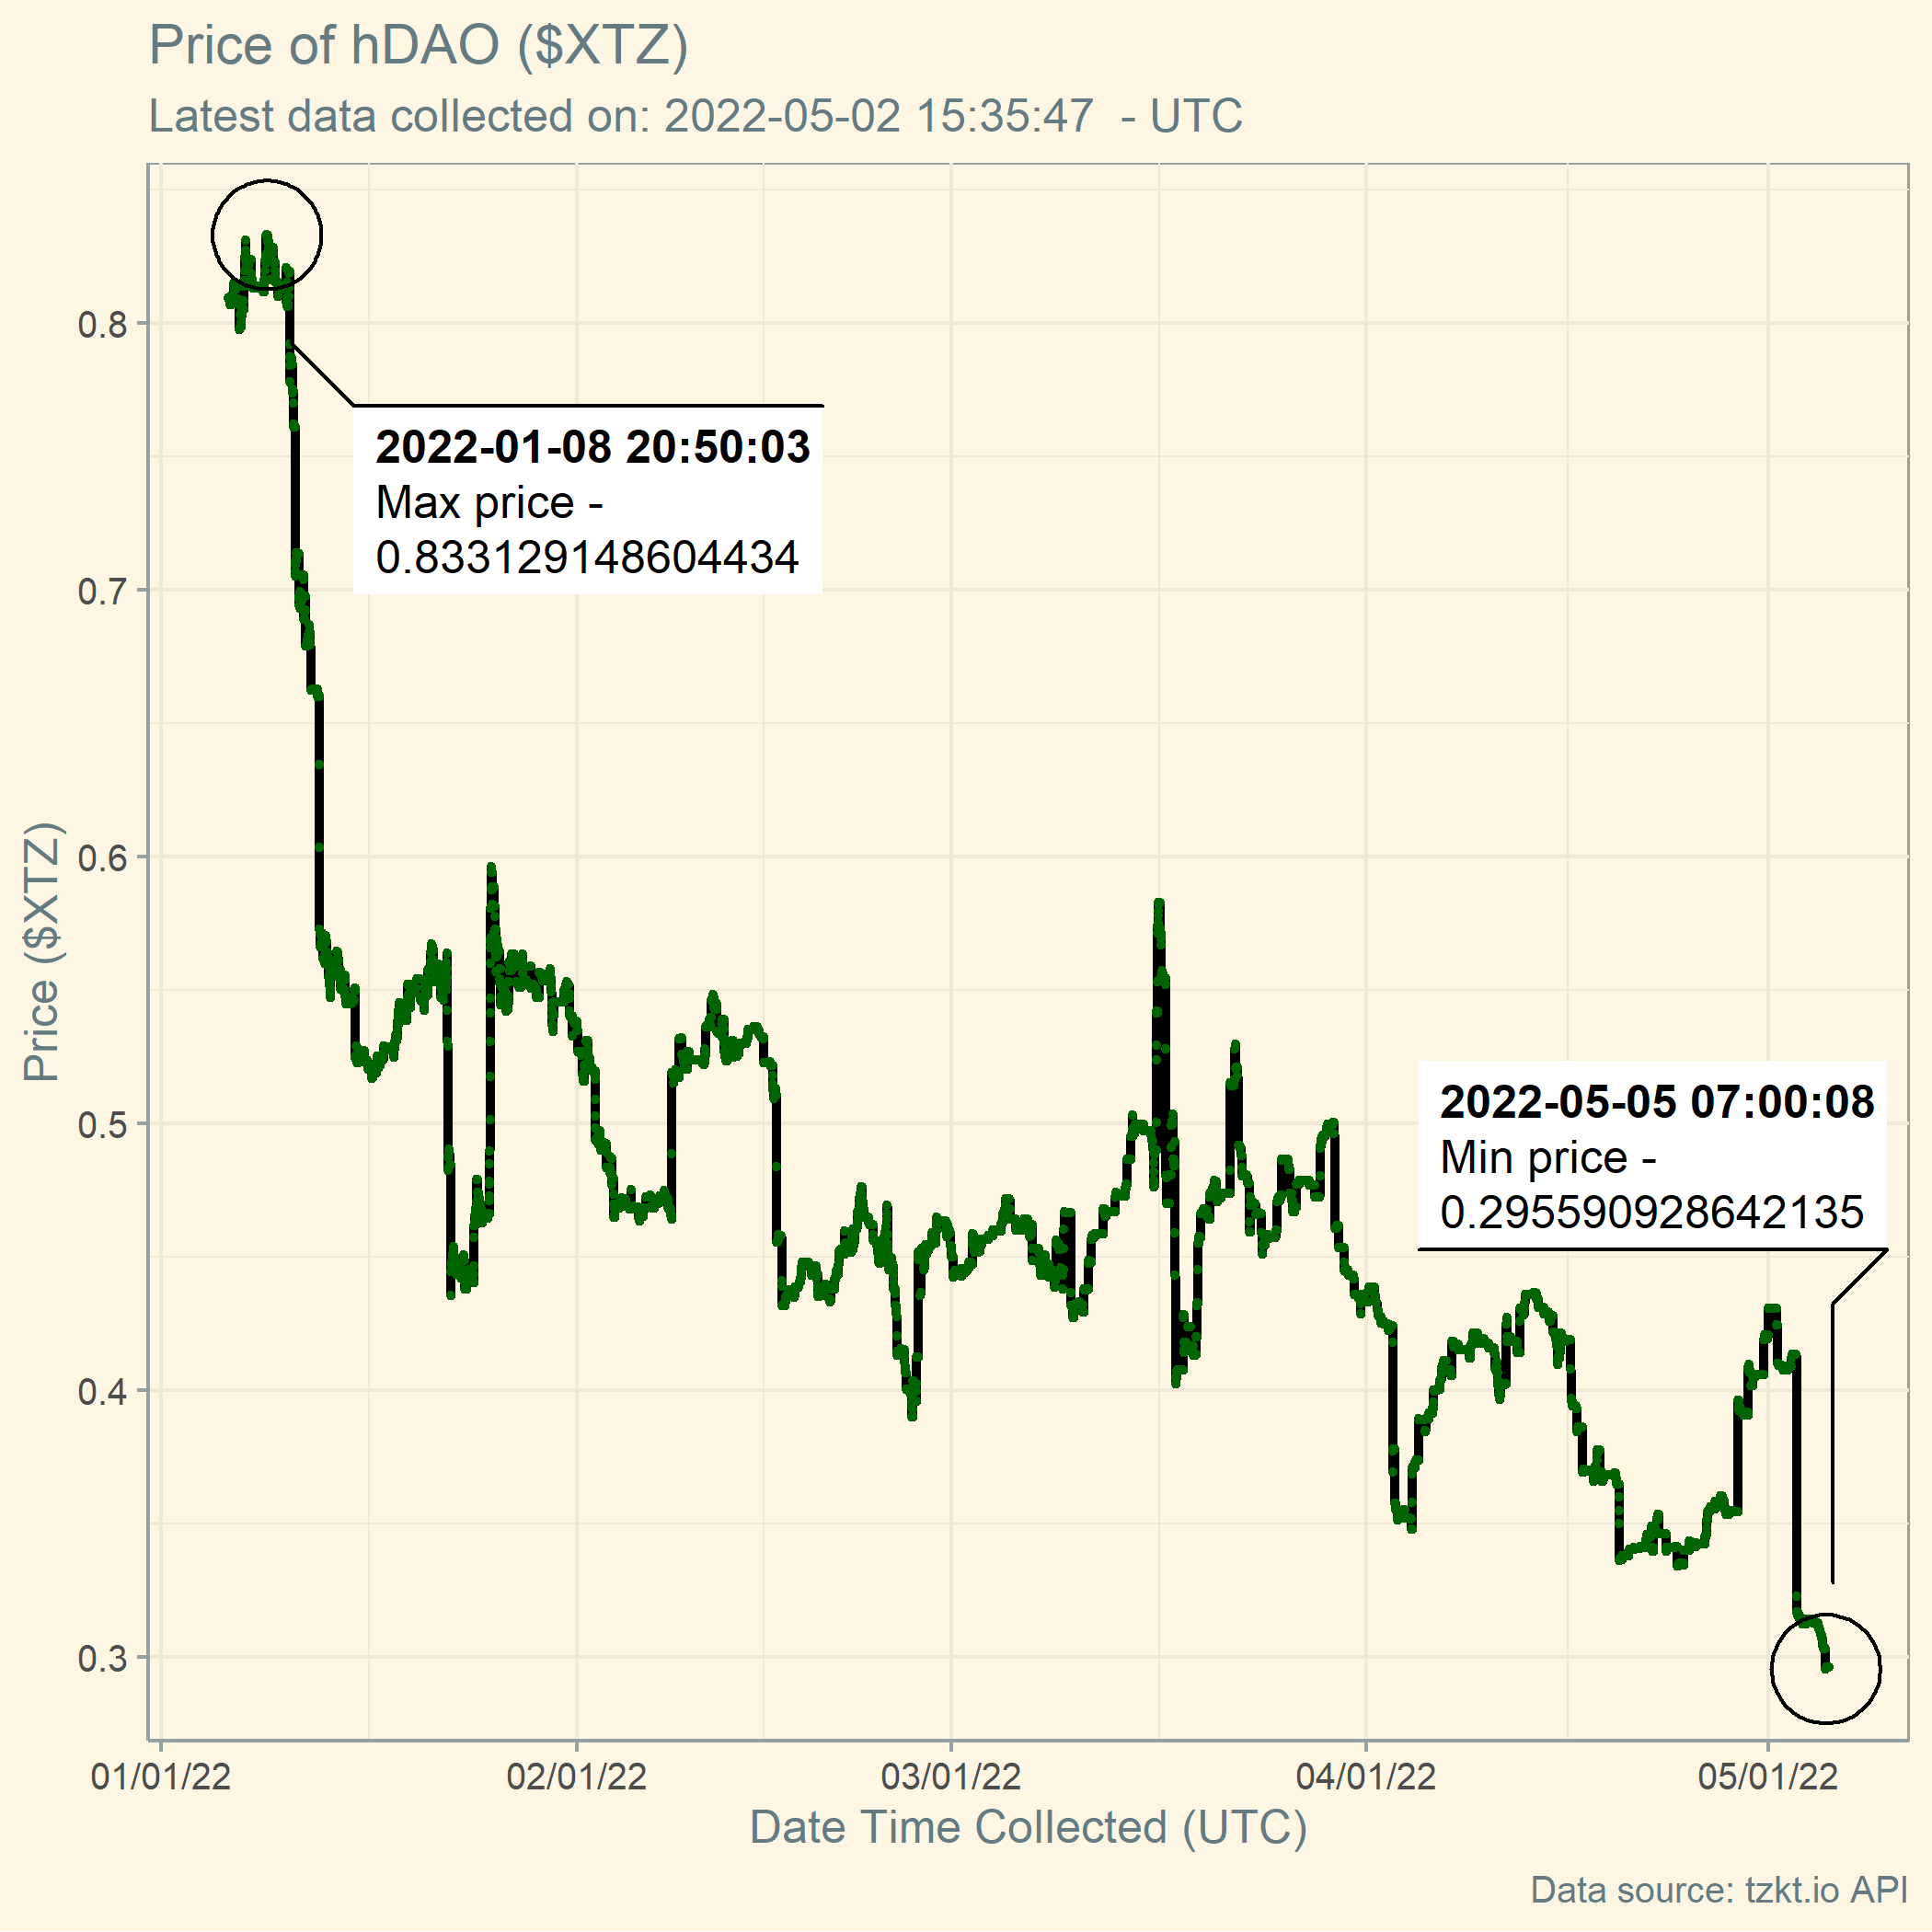 Price of hDAO ($XTZ)
Latest data collected on: 2022-05-02 15:35:47  - UTC
2022-01-08 20:50:03
Max price -
0.833129148604434
2022-05-05 07:00:08
Min price -
0.295590928642135
Price ($XTZ)
0.8
0.7
0.6
0.5
0.4
0.3
01/01/22
02/01/22
03/01/22
04/01/22
05/01/22
Date Time Collected (UTC)
Data source: tzkt.io API